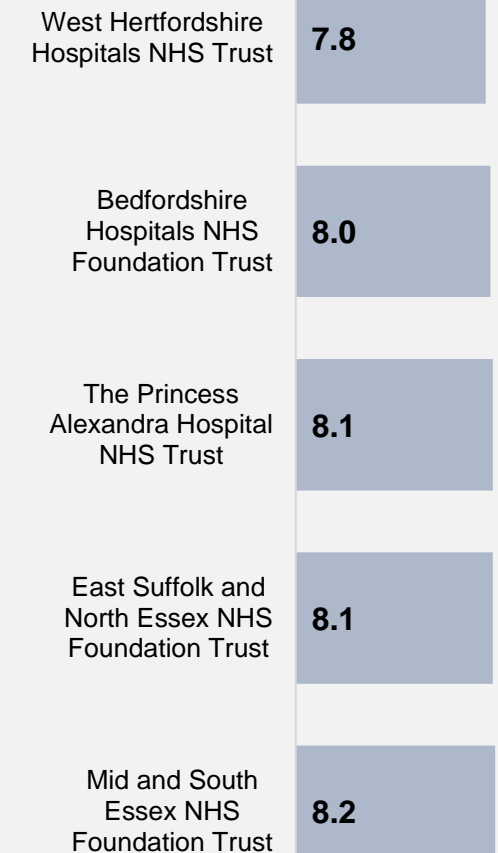 West Hertfordshire
Hospitals NHS Trust
7.8
Bedfordshire
Hospitals NHS
Foundation Trust
8.0
The Princess
Alexandra Hospital
NHS Trust
8.1
East Suffolk and
North Essex NHS
Foundation Trust
8.1
Mid and South
Essex NHS
Foundation Trust
8.2